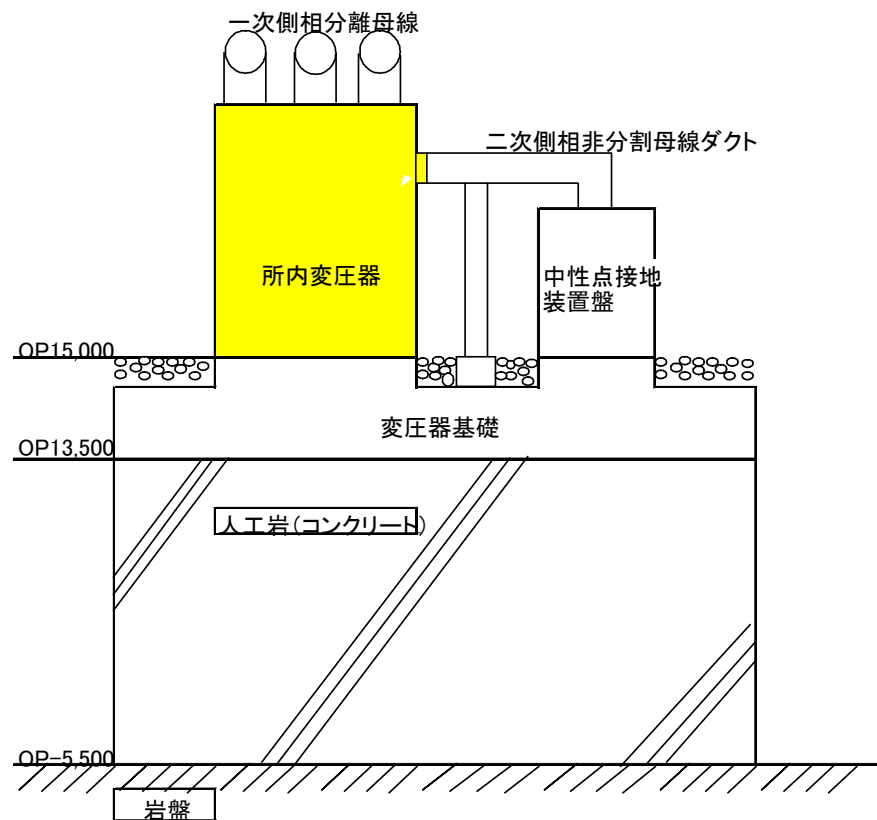 一次側相分離母線
二次側相非分割母線ダクト
所内変圧器
中性点接地
装置盤
OP15,000
変圧器基礎
OP13,500
人工岩(コンクリート)
OP-5,500
岩盤